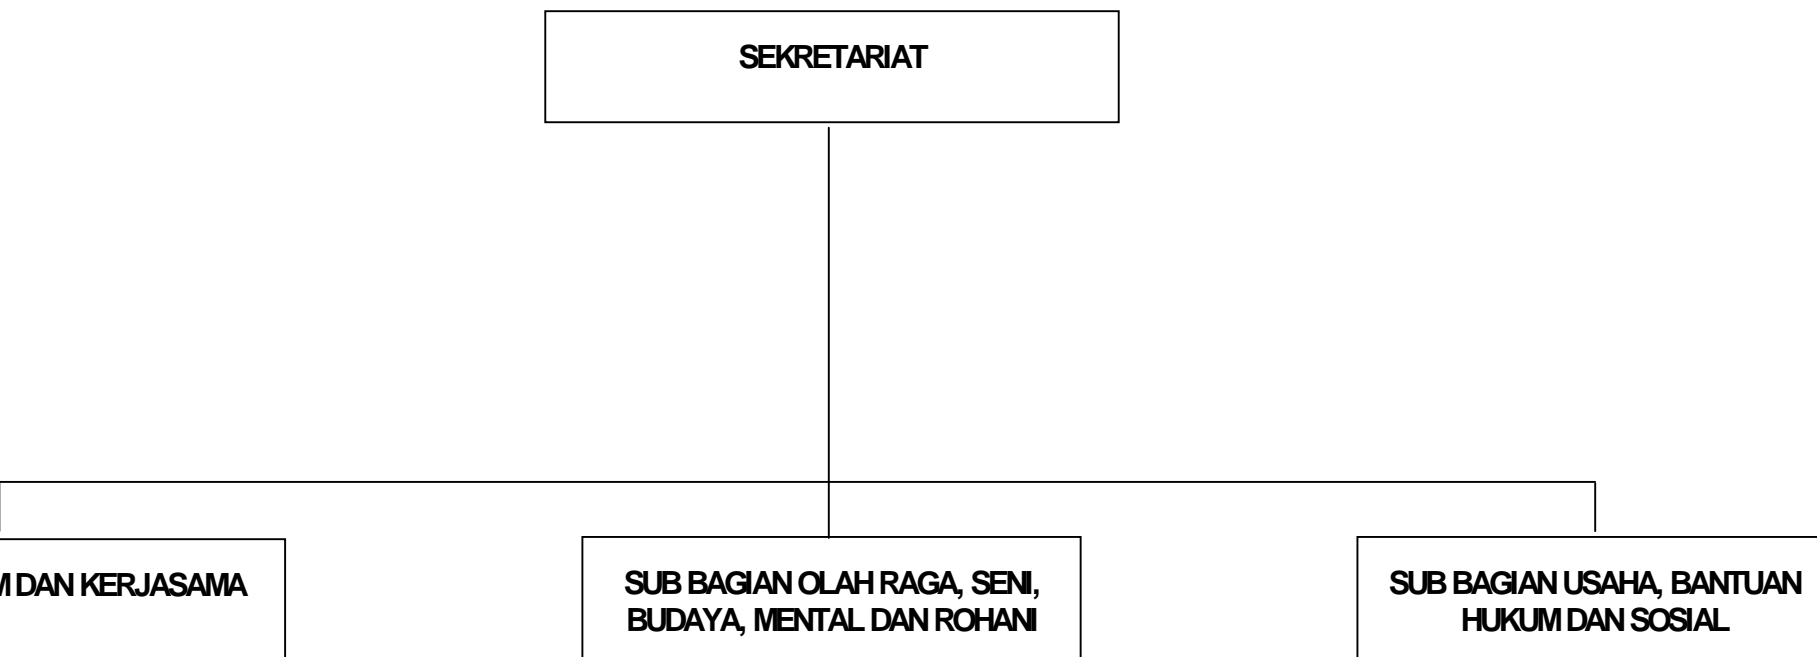 SEKRETARIAT
DAN KERJASAMA
SUB BAGIAN OLAH RAGA, SENI,
BUDAYA, MENTAL DAN ROHANI
SUB BAGIAN USAHA, BANTUAN
HUKUM DAN SOSIAL